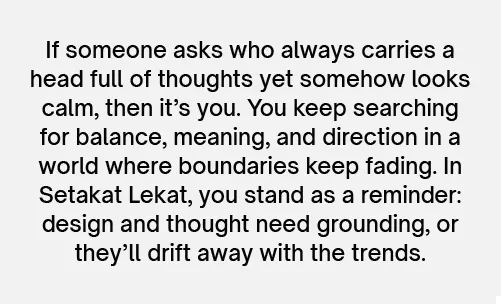 If someone asks who always carries a
head full of thoughts yet somehow looks
calm, then it’s you. You keep searching
for balance, meaning, and direction in a
world where boundaries keep fading. In
Setakat Lekat, you stand as a reminder:
design and thought need grounding, or
they’ll drift away with the trends.